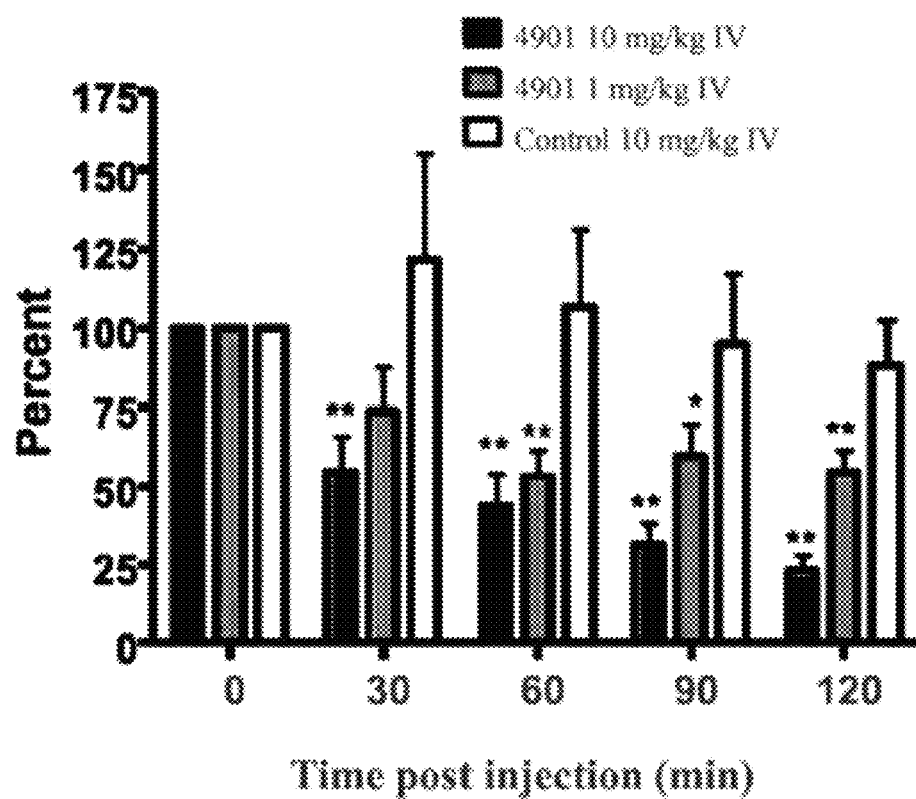 4901 10 mg/kg IV
4901 1 mg/kg IV
Control 10 mg/kg IV
175
150
125
100
75
50
25
0
Percent
**
** **
** *
** **
0 30 60 90 120
Time post injection (min)